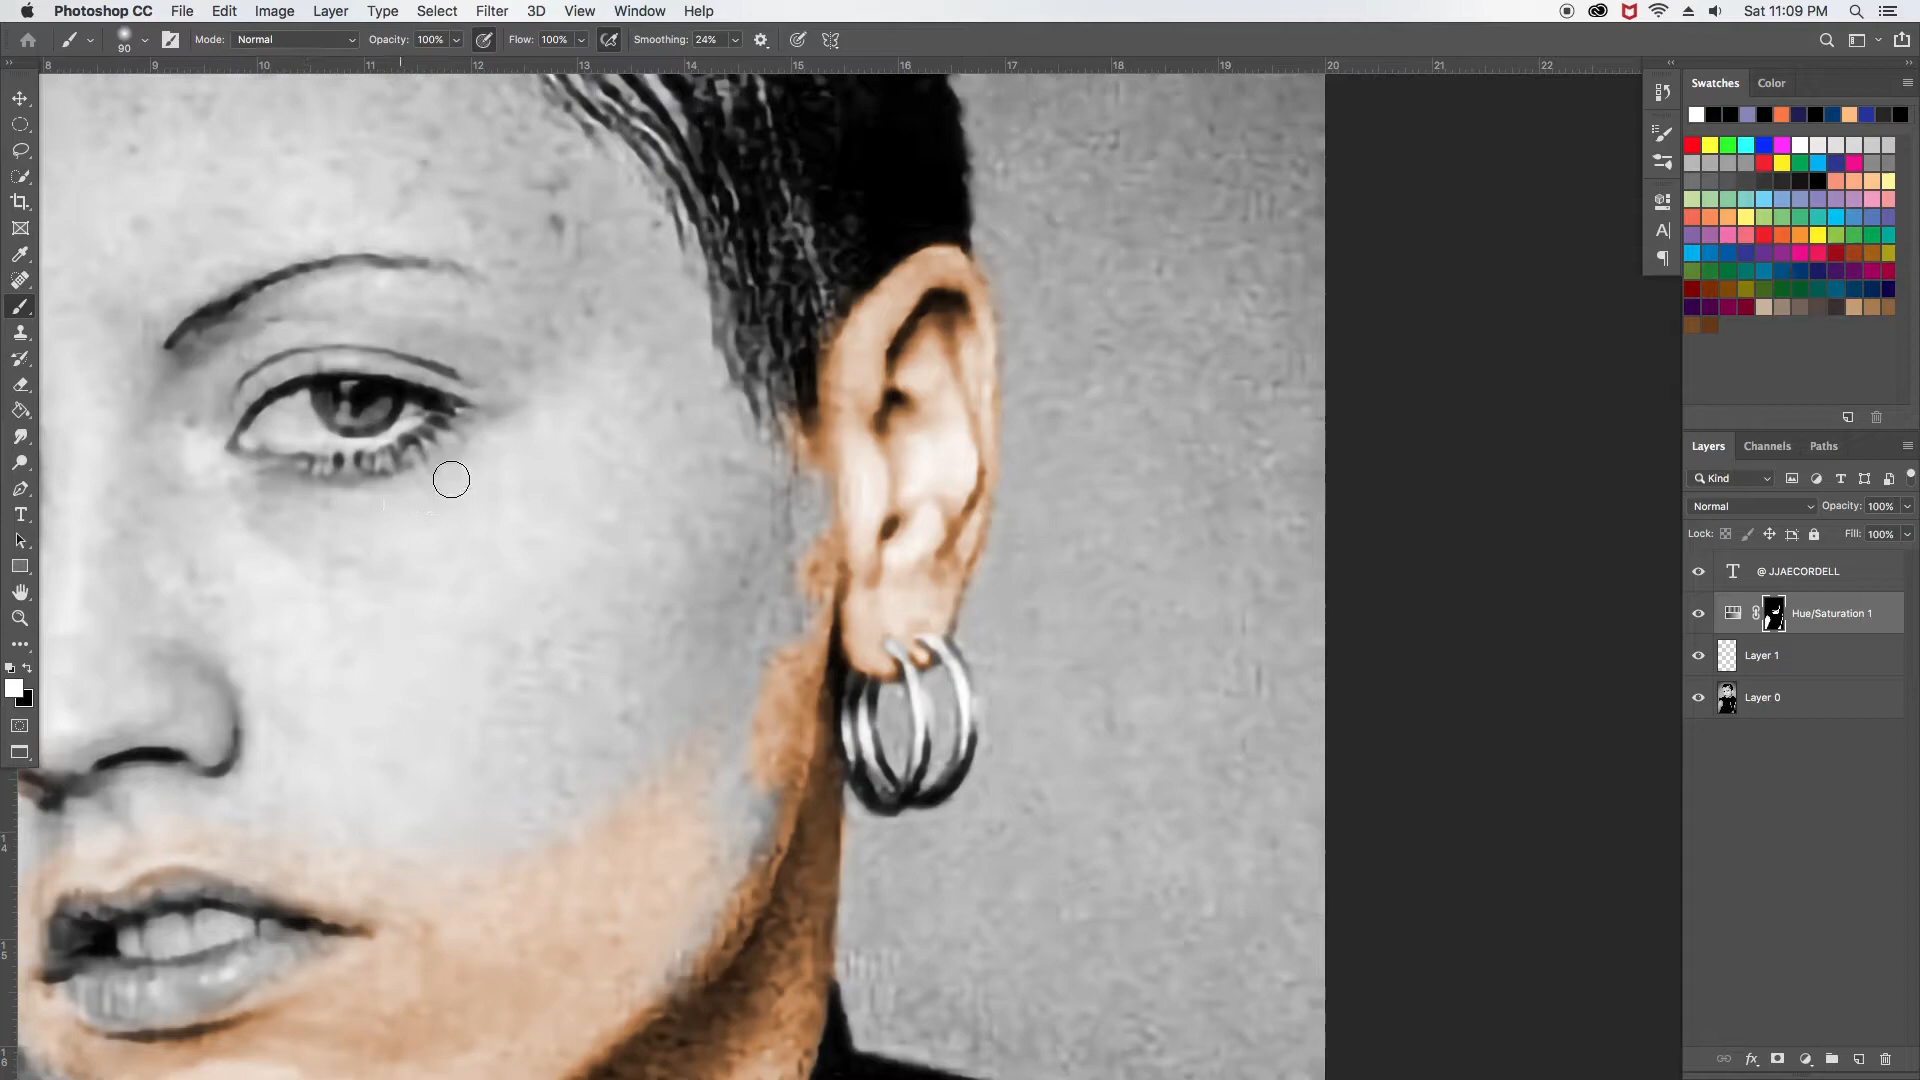 Photoshop CC File Edit Image Layer Type Select Filter 3D View Window Help Sat 11:09 PM
90 Mode: Normal Opacity: 100% Flow: 100% Smoothing: 24%
8 9 10 11 12 13 14 15 16 17 18 19 20 21 22
Swatches Color
Layers Channels Paths
Kind
Normal Opacity: 100%
Lock: Fill: 100%
@ JJAECORDELL
Hue/Saturation 1
Layer 1
Layer 0
14
15
16